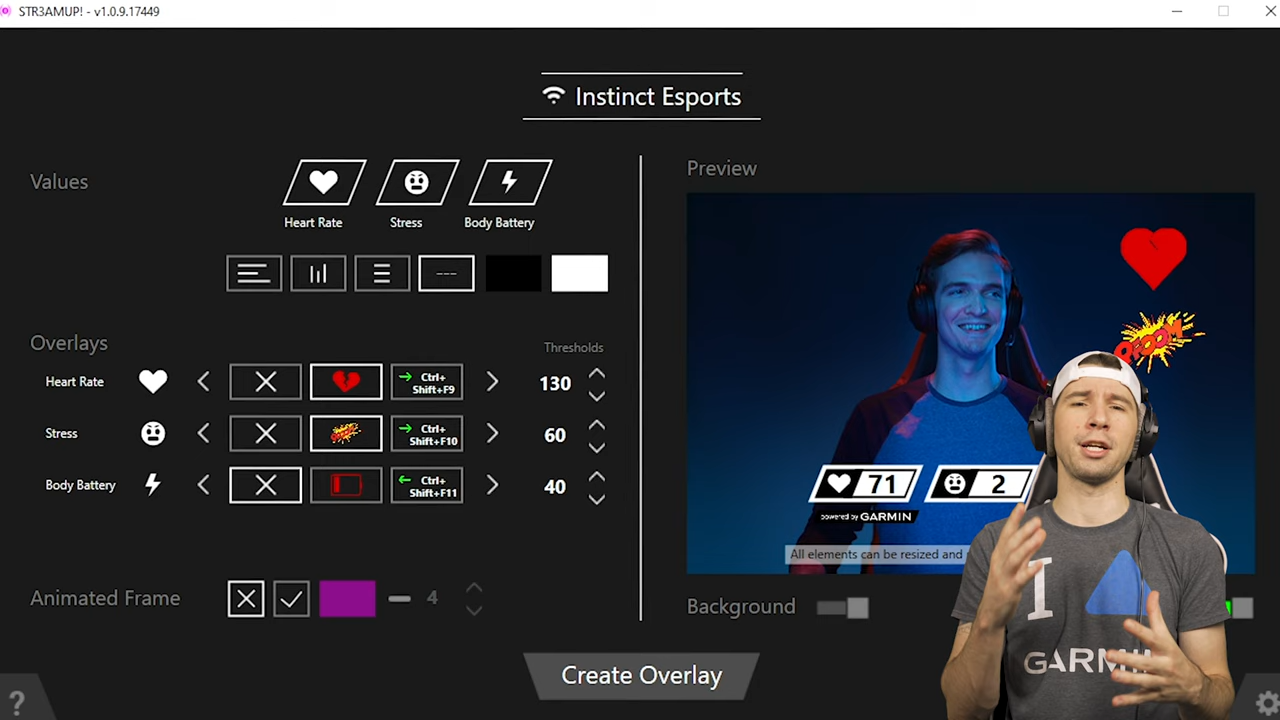 STR3AMUP! - v1.0.9.17449
Instinct Esports
Values
Heart Rate
Stress
Body Battery
Preview
Overlays
Thresholds
Heart Rate
Ctrl+
Shift+F9
130
Stress
Ctrl+
Shift+F10
60
Body Battery
Ctrl+
Shift+F11
40
71
2
powered by GARMIN
All elements can be resized and
Animated Frame
4
Background
Create Overlay
?
I
GARMIN